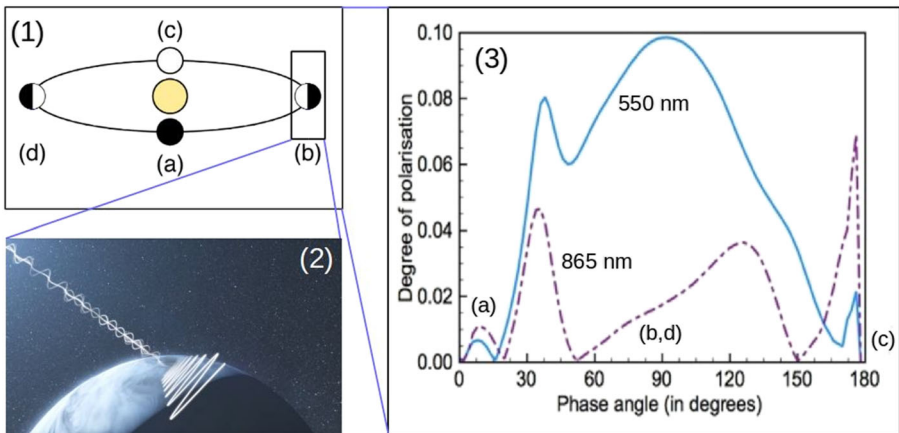 (1)
(c)
(d)
(a)
(b)
(2)
(3)
0.10
0.08
0.06
0.04
0.02
0.00
Degree of polarisation
550 nm
865 nm
(a)
(b,d)
(c)
0 30 60 90 120 150 180
Phase angle (in degrees)